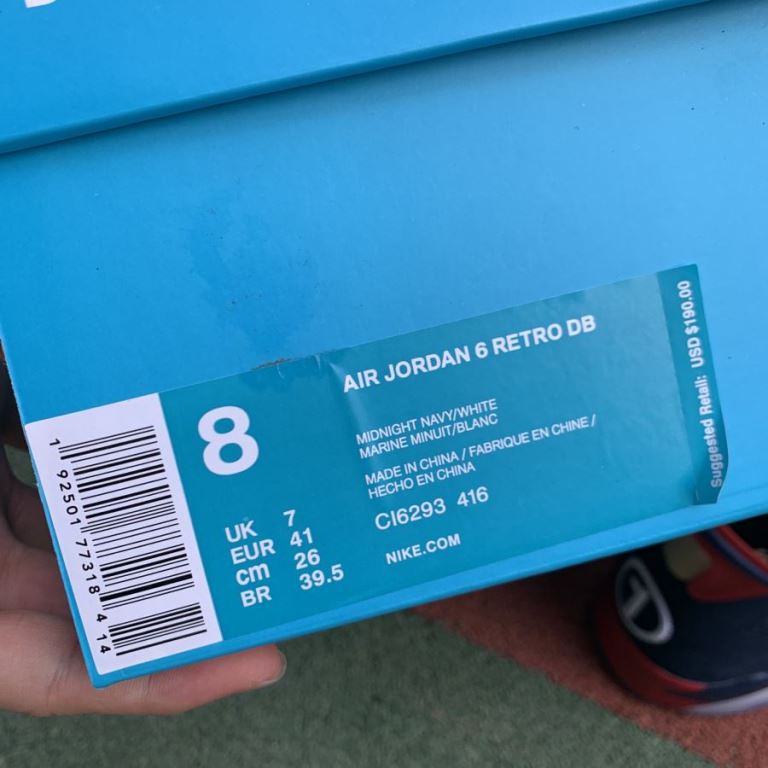 AIR JORDAN 6 RETRO DB
Suggested Retail: USD $190.00
8
MIDNIGHT NAVY/WHITE
MARINE MINUIT/BLANC
MADE IN CHINA / FABRIQUE EN CHINE /
HECHO EN CHINA
UK 7
EUR 41
cm 26
BR 39.5
CI6293 416
NIKE.COM
1 92501 77318 4 14